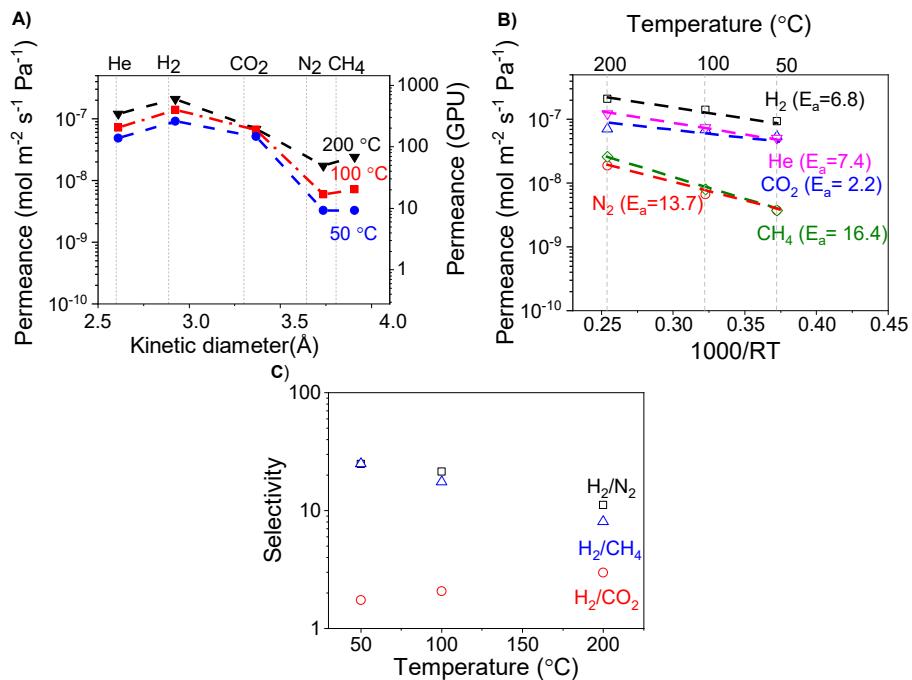 A)
He H₂ CO₂ N₂ CH₄
Permeance (mol m⁻² s⁻¹ Pa⁻¹)
10⁻⁷
10⁻⁸
10⁻⁹
10⁻¹⁰
200 °C
100 °C
50 °C
1000
100
10
1
Permeance (GPU)
2.5 3.0 3.5 4.0
Kinetic diameter(Å)
B)
Temperature (°C)
200 100 50
Permeance (mol m⁻² s⁻¹ Pa⁻¹)
10⁻⁶
10⁻⁷
10⁻⁸
10⁻⁹
10⁻¹⁰
H₂ (Eₐ=6.8)
He (Eₐ=7.4)
CO₂ (Eₐ= 2.2)
N₂ (Eₐ=13.7)
CH₄ (Eₐ= 16.4)
0.25 0.30 0.35 0.40 0.45
1000/RT
C)
Selectivity
100
10
1
H₂/N₂
H₂/CH₄
H₂/CO₂
50 100 150 200
Temperature (°C)